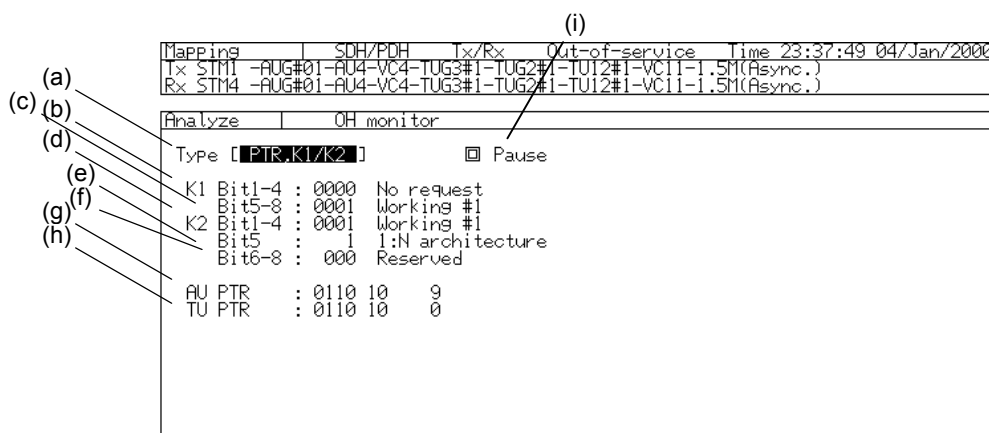 (i)
Mapping SDH/PDH Tx/Rx Out-of-service Time 23:37:49 04/Jan/2000
Tx STM1 -AUG#01-AU4-VC4-TUG3#1-TUG2#1-TU12#1-VC11-1.5M(Async.)
Rx STM4 -AUG#01-AU4-VC4-TUG3#1-TUG2#1-TU12#1-VC11-1.5M(Async.)
Analyze OH monitor
(a) Type [ PTR,K1/K2 ] Pause
(b) K1 Bit1-4 : 0000 No request
(c) Bit5-8 : 0001 Working #1
(d) K2 Bit1-4 : 0001 Working #1
(e) Bit5 : 1 1:N architecture
(f) Bit6-8 : 000 Reserved
(g) AU PTR : 0110 10 9
(h) TU PTR : 0110 10 0